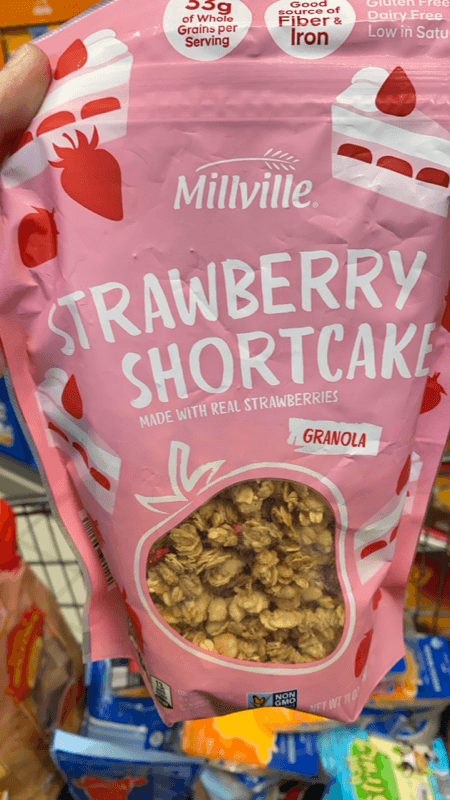 33g
of Whole
Grains per
Serving
Good
source of
Fiber &
Iron
Gluten Free
Dairy Free
Low in Satu
Millville®
STRAWBERRY
SHORTCAKE
MADE WITH REAL STRAWBERRIES
GRANOLA
NON
GMO
NET WT 11 O